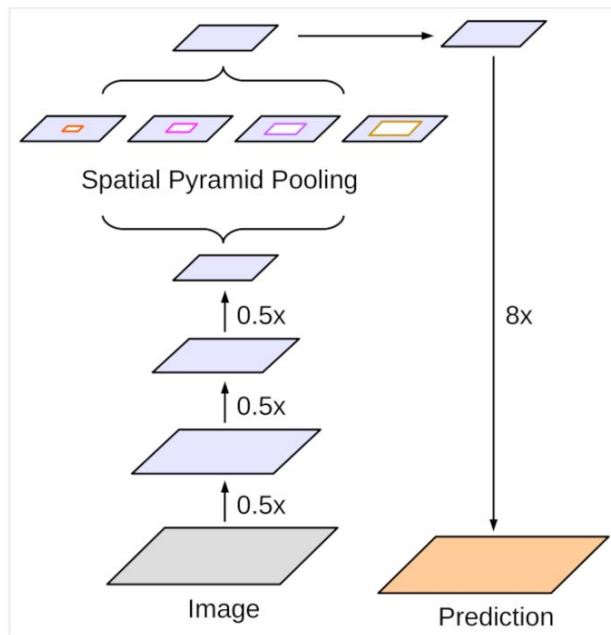 Spatial Pyramid Pooling
0.5x
8x
0.5x
0.5x
Image
Prediction